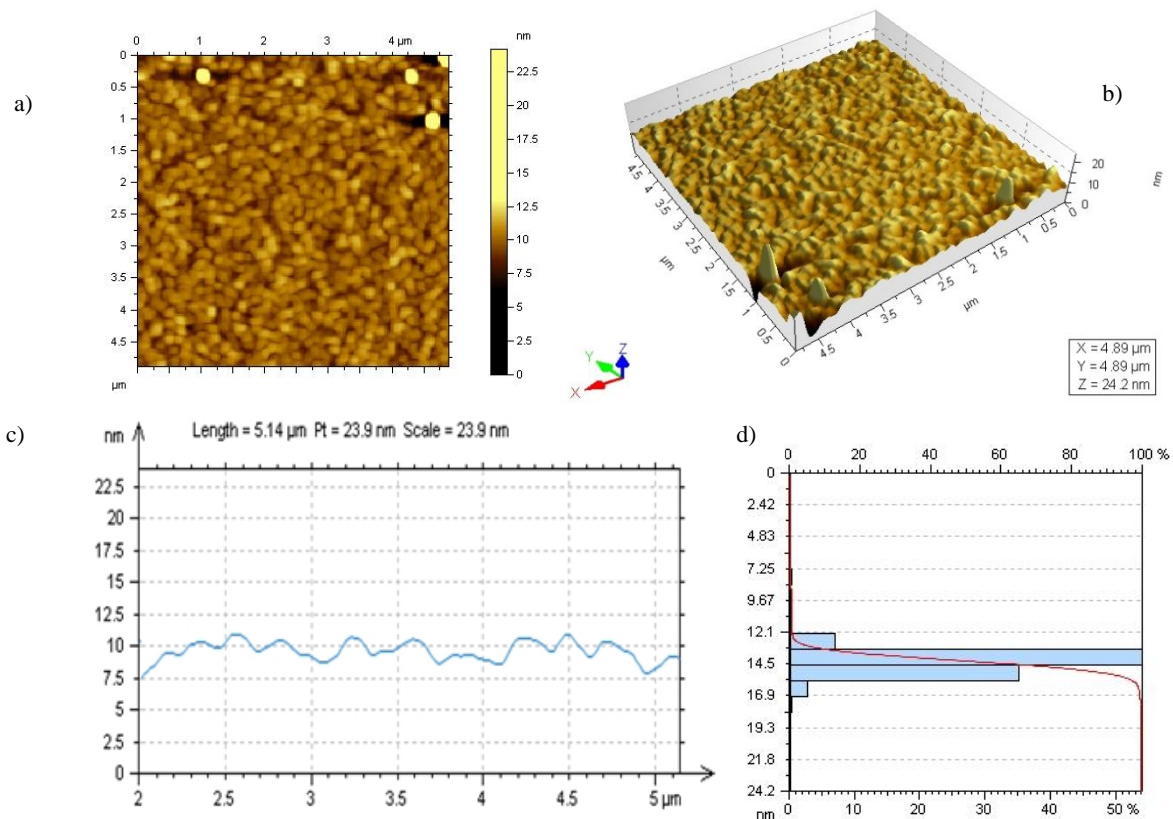 a)
0 1 2 4 µm
0
0.5
1
1.5
2
2.5
3
3.5
4
4.5
µm
nm
22.5
20
17.5
15
12.5
10
7.5
5
2.5
0
b)
20
10
0
nm
4.5 4 3.5 3 2.5 2 1.5 1 0.5 0
µm
4.5 4 3.5 3 2.5 2 1.5 1 0.5 0
µm
X Y Z
X = 4.89 µm
Y = 4.89 µm
Z = 24.2 nm
c)
nm
Length = 5.14 µm Pt = 23.9 nm Scale = 23.9 nm
22.5
20
17.5
15
12.5
10
7.5
5
2.5
0
2 2.5 3 3.5 4 4.5 5 µm
d)
0 20 40 60 80 100 %
0
2.42
4.83
7.25
9.67
12.1
14.5
16.9
19.3
21.8
24.2
nm
0 10 20 30 40 50 %